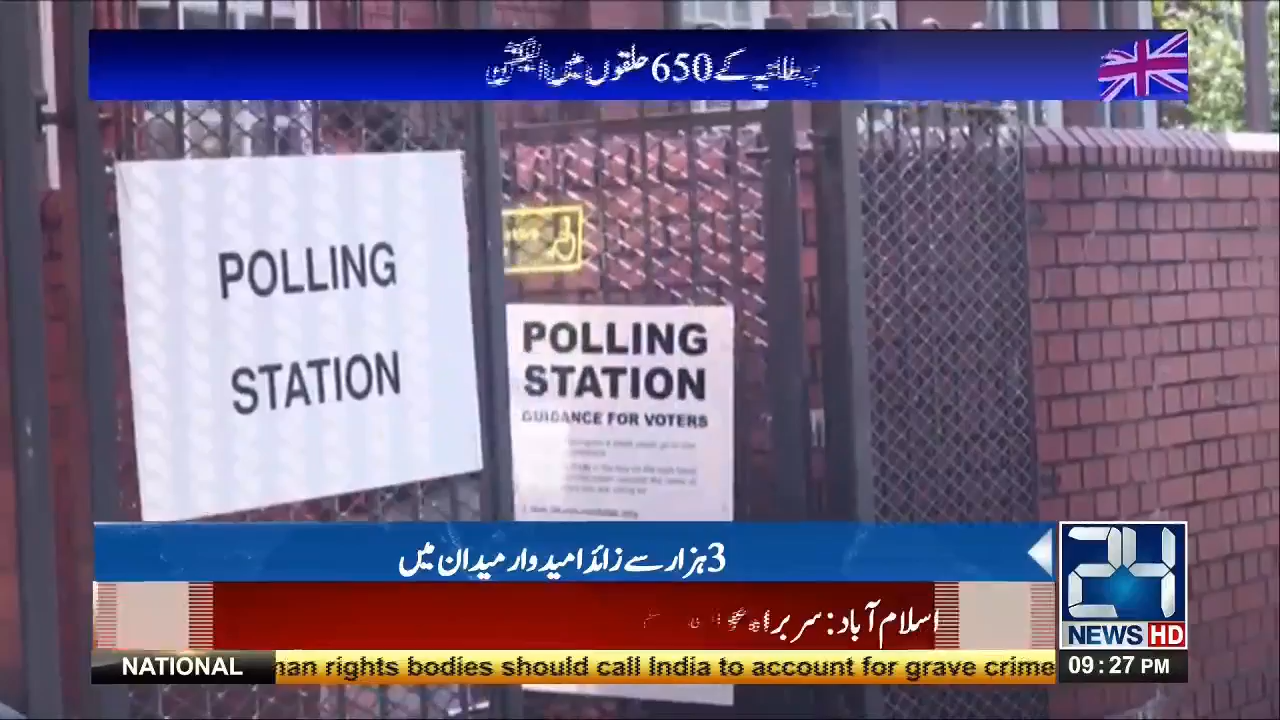 برطانیہ کے 650 حلقوں میں الیکشن
POLLING
STATION
POLLING
STATION
GUIDANCE FOR VOTERS
3 ہزار سے زائد امیدوار میدان میں
24
NEWS HD
اسلام آباد: سربراہ
NATIONAL
man rights bodies should call India to account for grave crime
09:27 PM